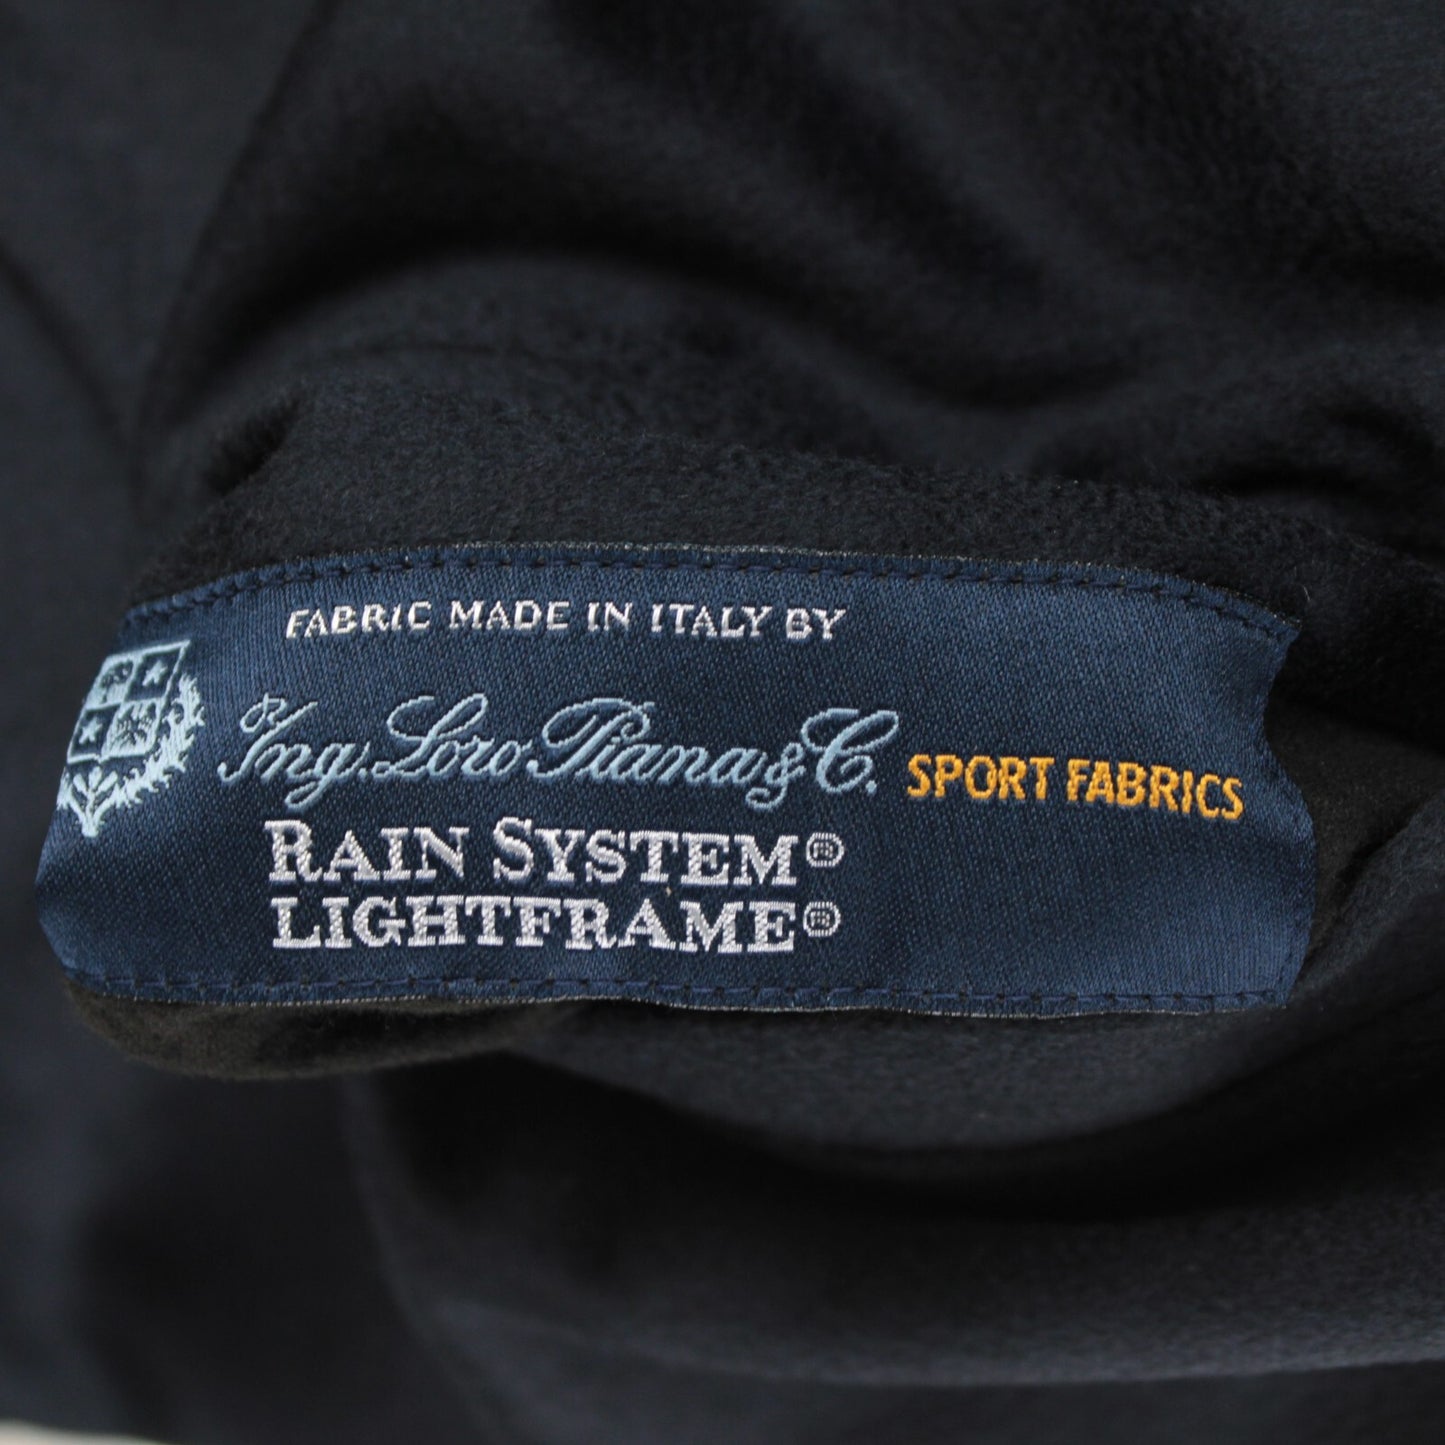 FABRIC MADE IN ITALY BY
Ing. Loro Piana & C. SPORT FABRICS
RAIN SYSTEM®
LIGHTFRAME®